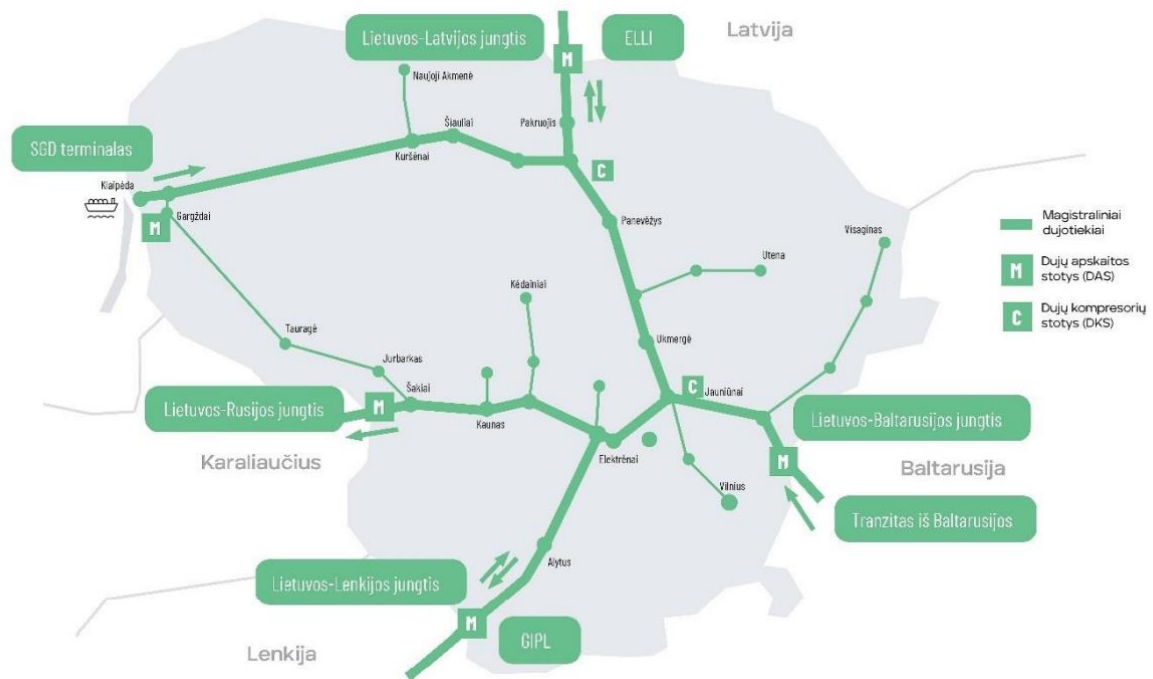 Latvija
Lietuvos-Latvijos jungtis
ELLI
M
Naujoji Akmenė
Šiauliai
Pakruojis
SGD terminalas
Kuršėnai
C
Klaipėda
Gargždai
M
Panevėžys
Visaginas
Utena
Magistraliniai
dujotiekiai
M
Dujų apskaitos
stotys (DAS)
C
Dujų kompresorių
stotys (DKS)
Kėdainiai
Tauragė
Ukmergė
Jurbarkas
Šakiai
C
Jauniūnai
Lietuvos-Rusijos jungtis
M
Kaunas
Lietuvos-Baltarusijos jungtis
Karaliaučius
Elektrėnai
M
Baltarusija
Vilnius
Tranzitas iš Baltarusijos
Alytus
Lietuvos-Lenkijos jungtis
M
GIPL
Lenkija